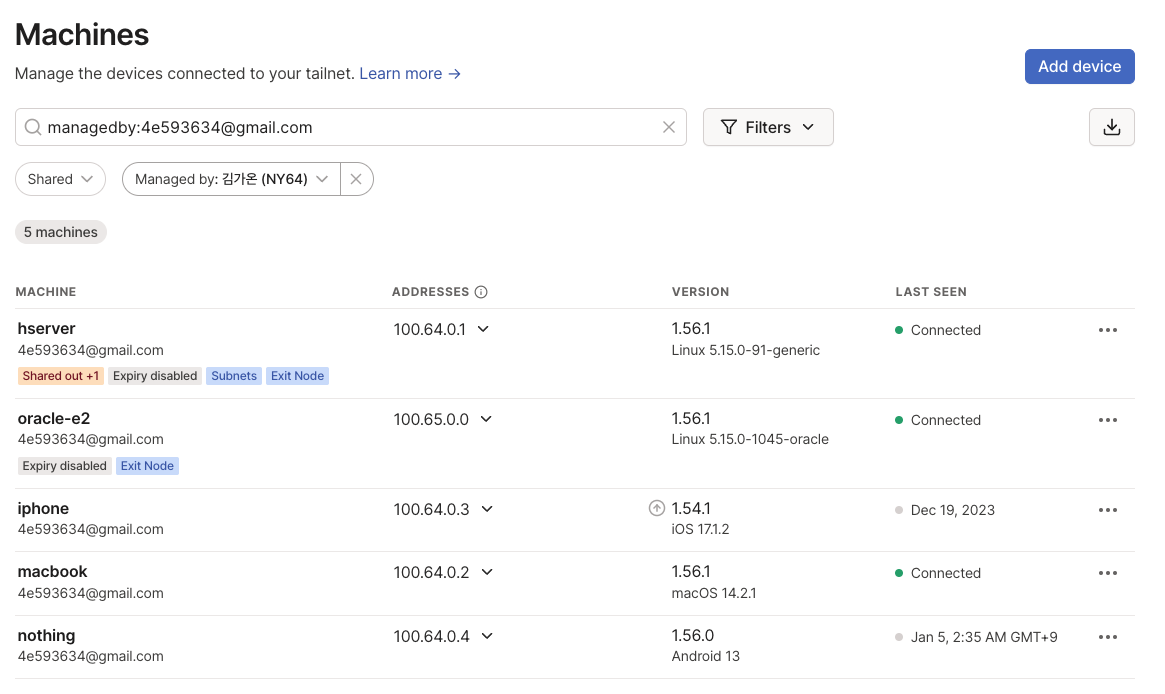 Machines
Manage the devices connected to your tailnet. Learn more →
Add device
managedby:4e593634@gmail.com
Filters
Shared
Managed by: 김가온 (NY64)
5 machines
MACHINE ADDRESSES VERSION LAST SEEN
hserver 100.64.0.1 1.56.1 Connected
4e593634@gmail.com Linux 5.15.0-91-generic
Shared out +1 Expiry disabled Subnets Exit Node
oracle-e2 100.65.0.0 1.56.1 Connected
4e593634@gmail.com Linux 5.15.0-1045-oracle
Expiry disabled Exit Node
iphone 100.64.0.3 1.54.1 Dec 19, 2023
4e593634@gmail.com iOS 17.1.2
macbook 100.64.0.2 1.56.1 Connected
4e593634@gmail.com macOS 14.2.1
nothing 100.64.0.4 1.56.0 Jan 5, 2:35 AM GMT+9
4e593634@gmail.com Android 13